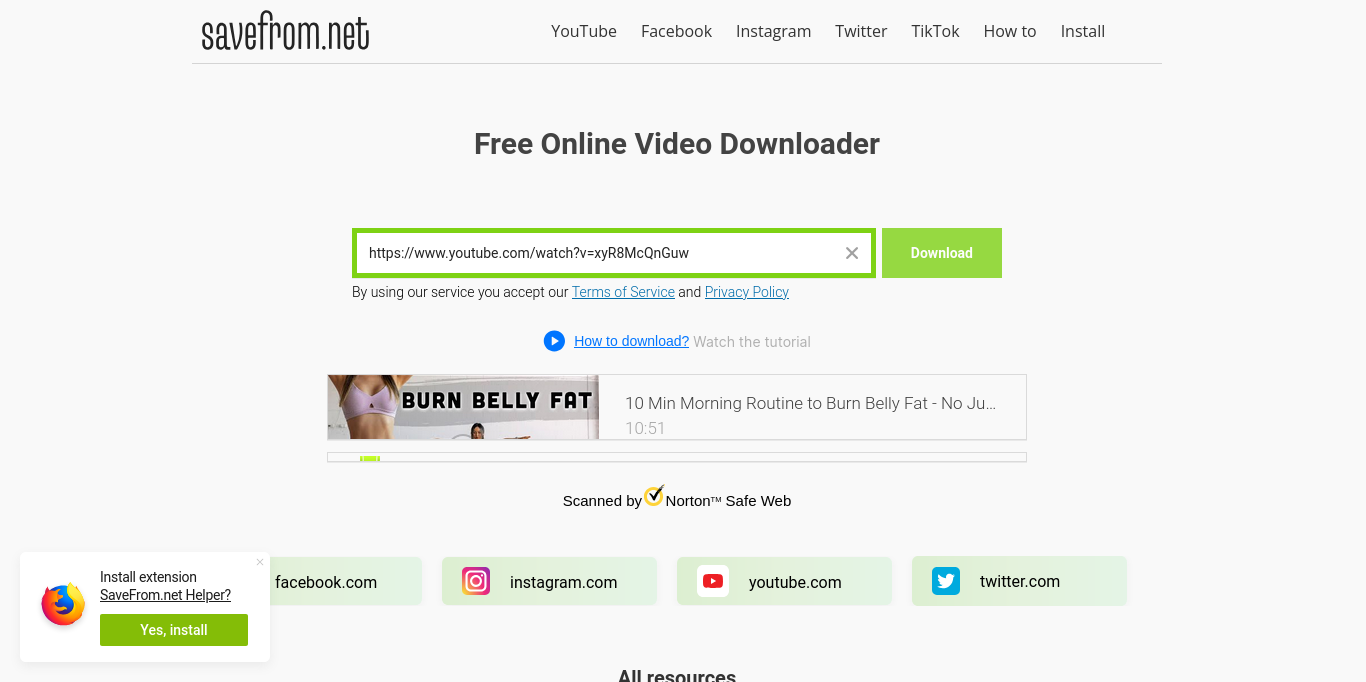 savefrom.net
YouTube Facebook Instagram Twitter TikTok How to Install
Free Online Video Downloader
https://www.youtube.com/watch?v=xyR8McQnGuw
Download
By using our service you accept our Terms of Service and Privacy Policy
How to download? Watch the tutorial
BURN BELLY FAT
10 Min Morning Routine to Burn Belly Fat - No Ju...
10:51
Scanned by Norton™ Safe Web
facebook.com
instagram.com
youtube.com
twitter.com
Install extension
SaveFrom.net Helper?
Yes, install
All resources